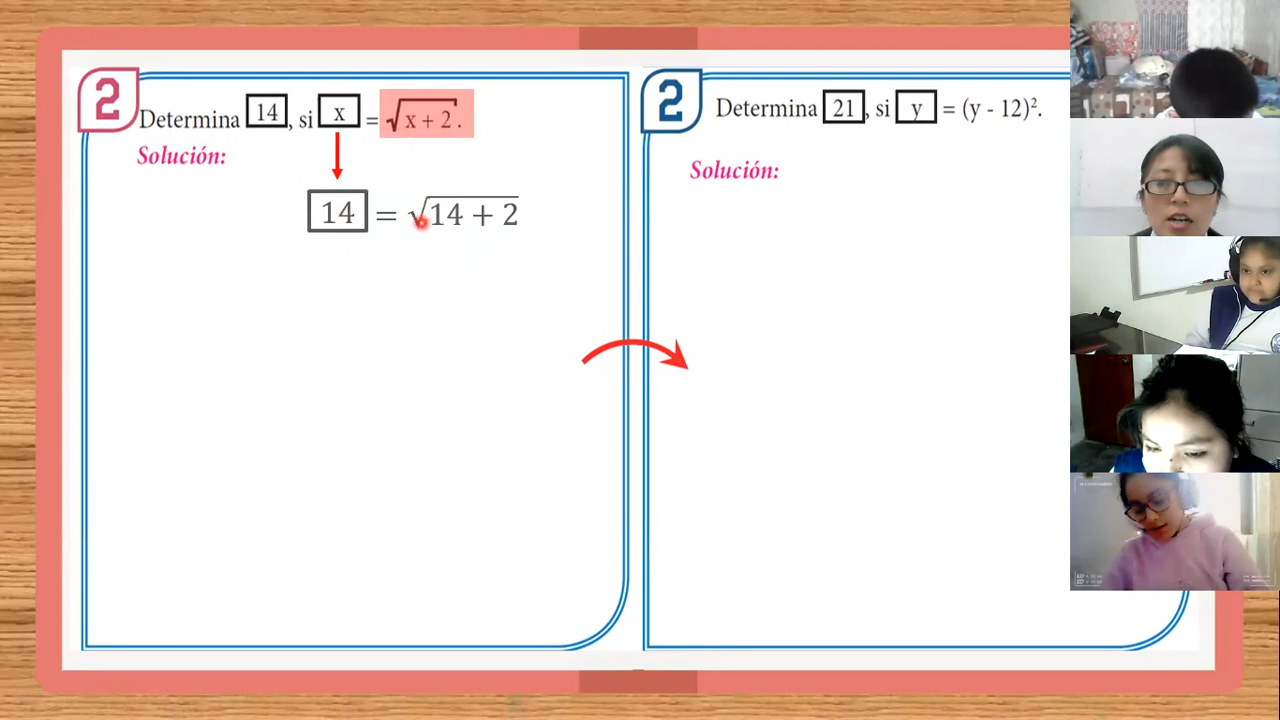 2
Determina 14, si x = √x + 2.
Solución:
14 = √14 + 2
2
Determina 21, si y = (y - 12)².
Solución: